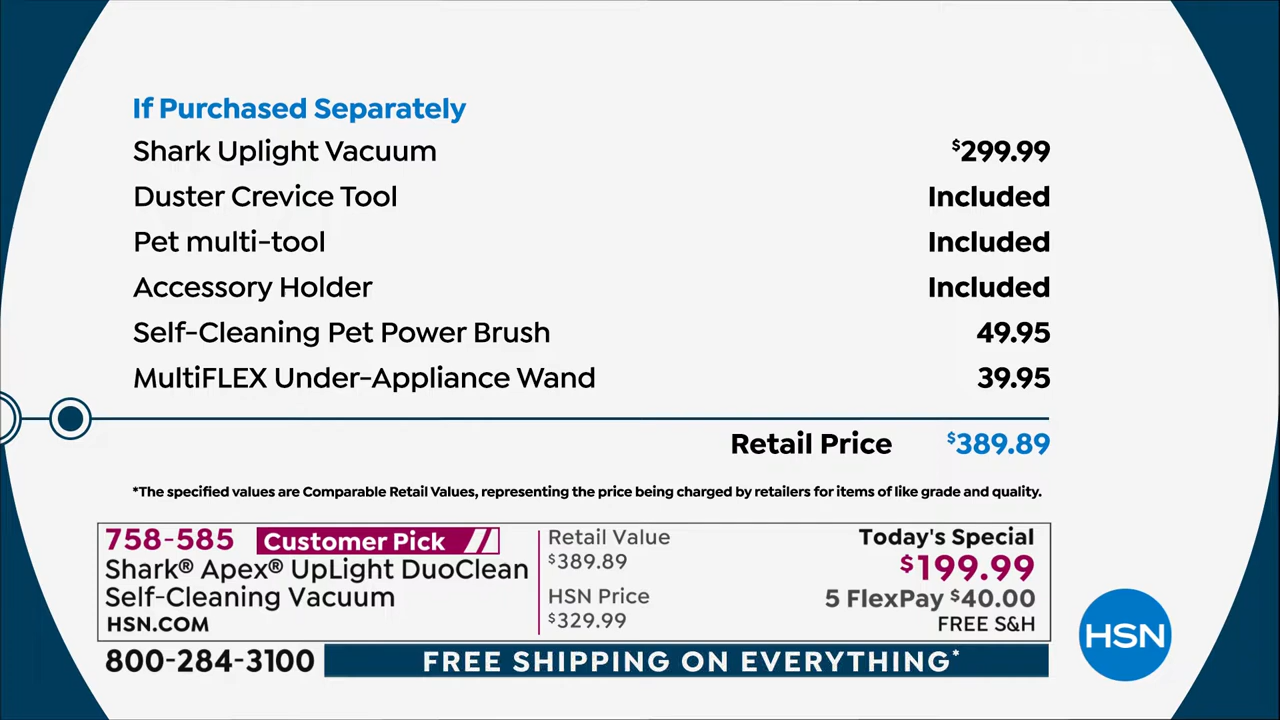 If Purchased Separately
Shark Uplight Vacuum $299.99
Duster Crevice Tool Included
Pet multi-tool Included
Accessory Holder Included
Self-Cleaning Pet Power Brush 49.95
MultiFLEX Under-Appliance Wand 39.95
Retail Price $389.89
*The specified values are Comparable Retail Values, representing the price being charged by retailers for items of like grade and quality.
758-585 Customer Pick
Shark® Apex® UpLight DuoClean
Self-Cleaning Vacuum
HSN.COM
Retail Value
$389.89
HSN Price
$329.99
Today's Special
$199.99
5 FlexPay $40.00
FREE S&H
HSN
800-284-3100 FREE SHIPPING ON EVERYTHING*